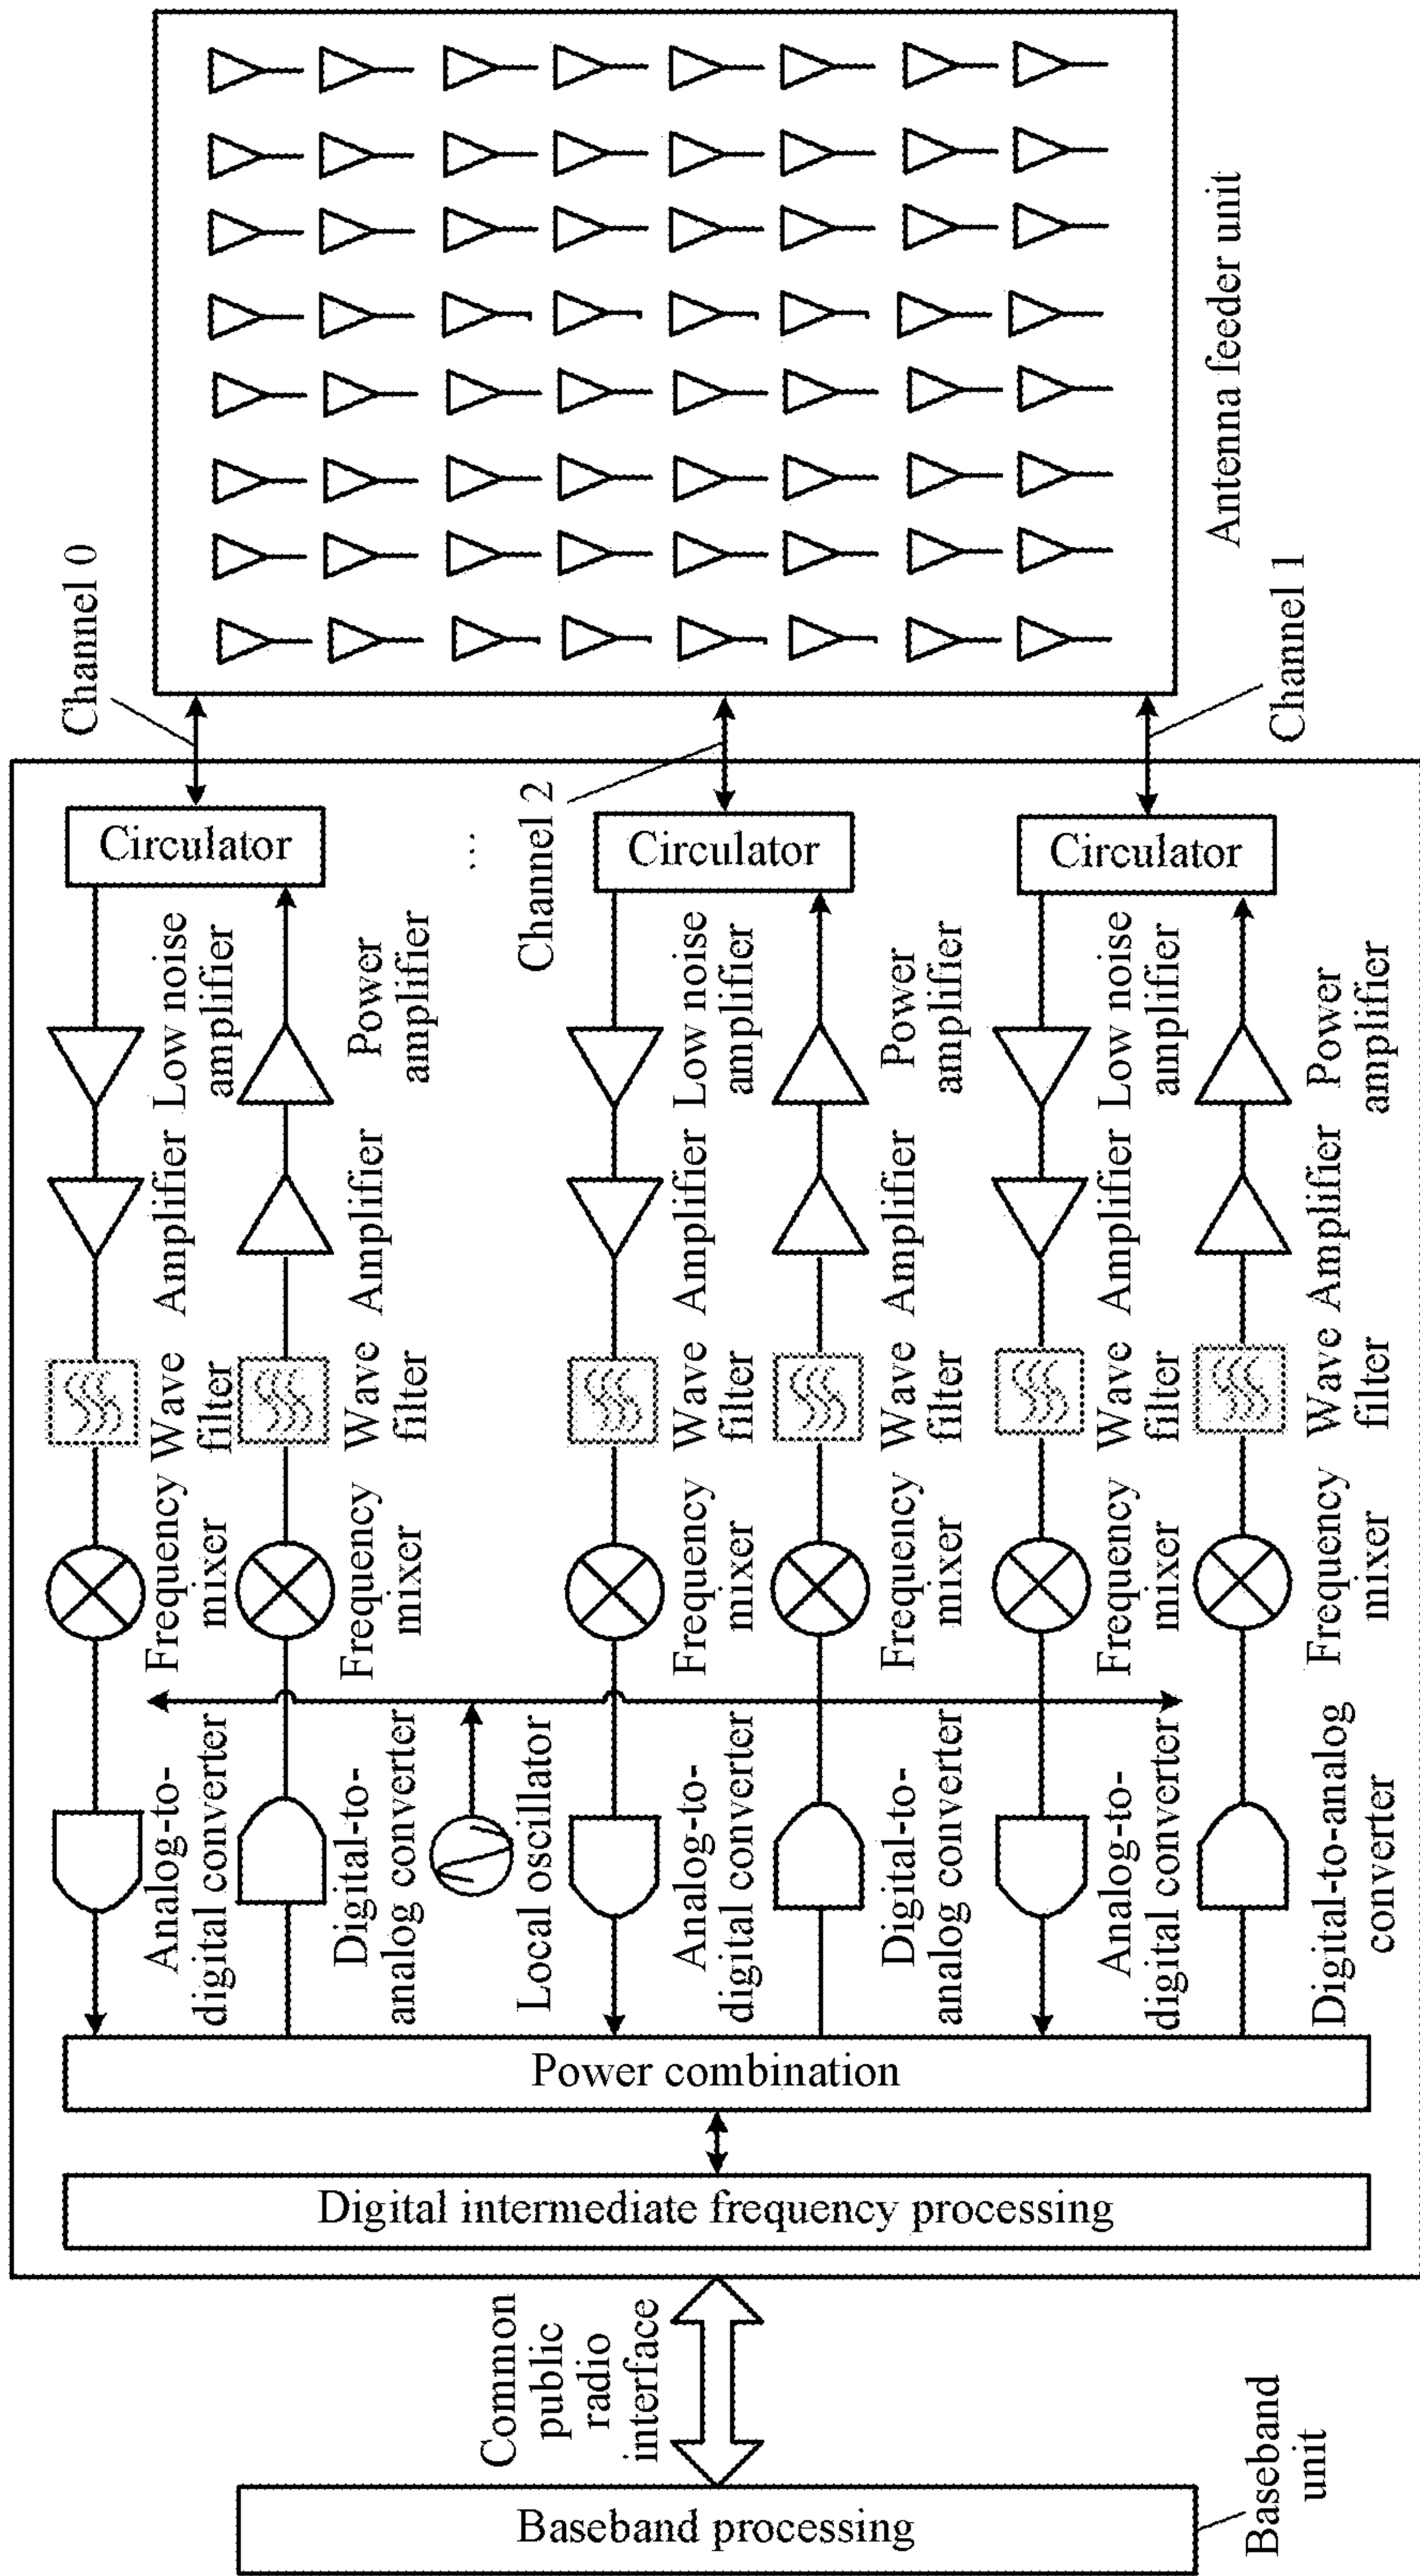 Channel 0
Antenna feeder unit
Channel 1
Channel 2
Circulator
...
Circulator
Circulator
Low noise
amplifier
Power
amplifier
Low noise
amplifier
Power
amplifier
Low noise
amplifier
Power
amplifier
Amplifier
Amplifier
Amplifier
Amplifier
Amplifier
Amplifier
Wave
filter
Wave
filter
Wave
filter
Wave
filter
Wave
filter
Wave
filter
Frequency
mixer
Frequency
mixer
Frequency
mixer
Frequency
mixer
Frequency
mixer
Frequency
mixer
Analog-to-
digital converter
Digital-to-
analog converter
Local oscillator
Analog-to-
digital converter
Digital-to-
analog converter
Analog-to-
digital converter
Digital-to-analog
converter
Power combination
Digital intermediate frequency processing
Common
public
radio
interface
Baseband processing
Baseband
unit